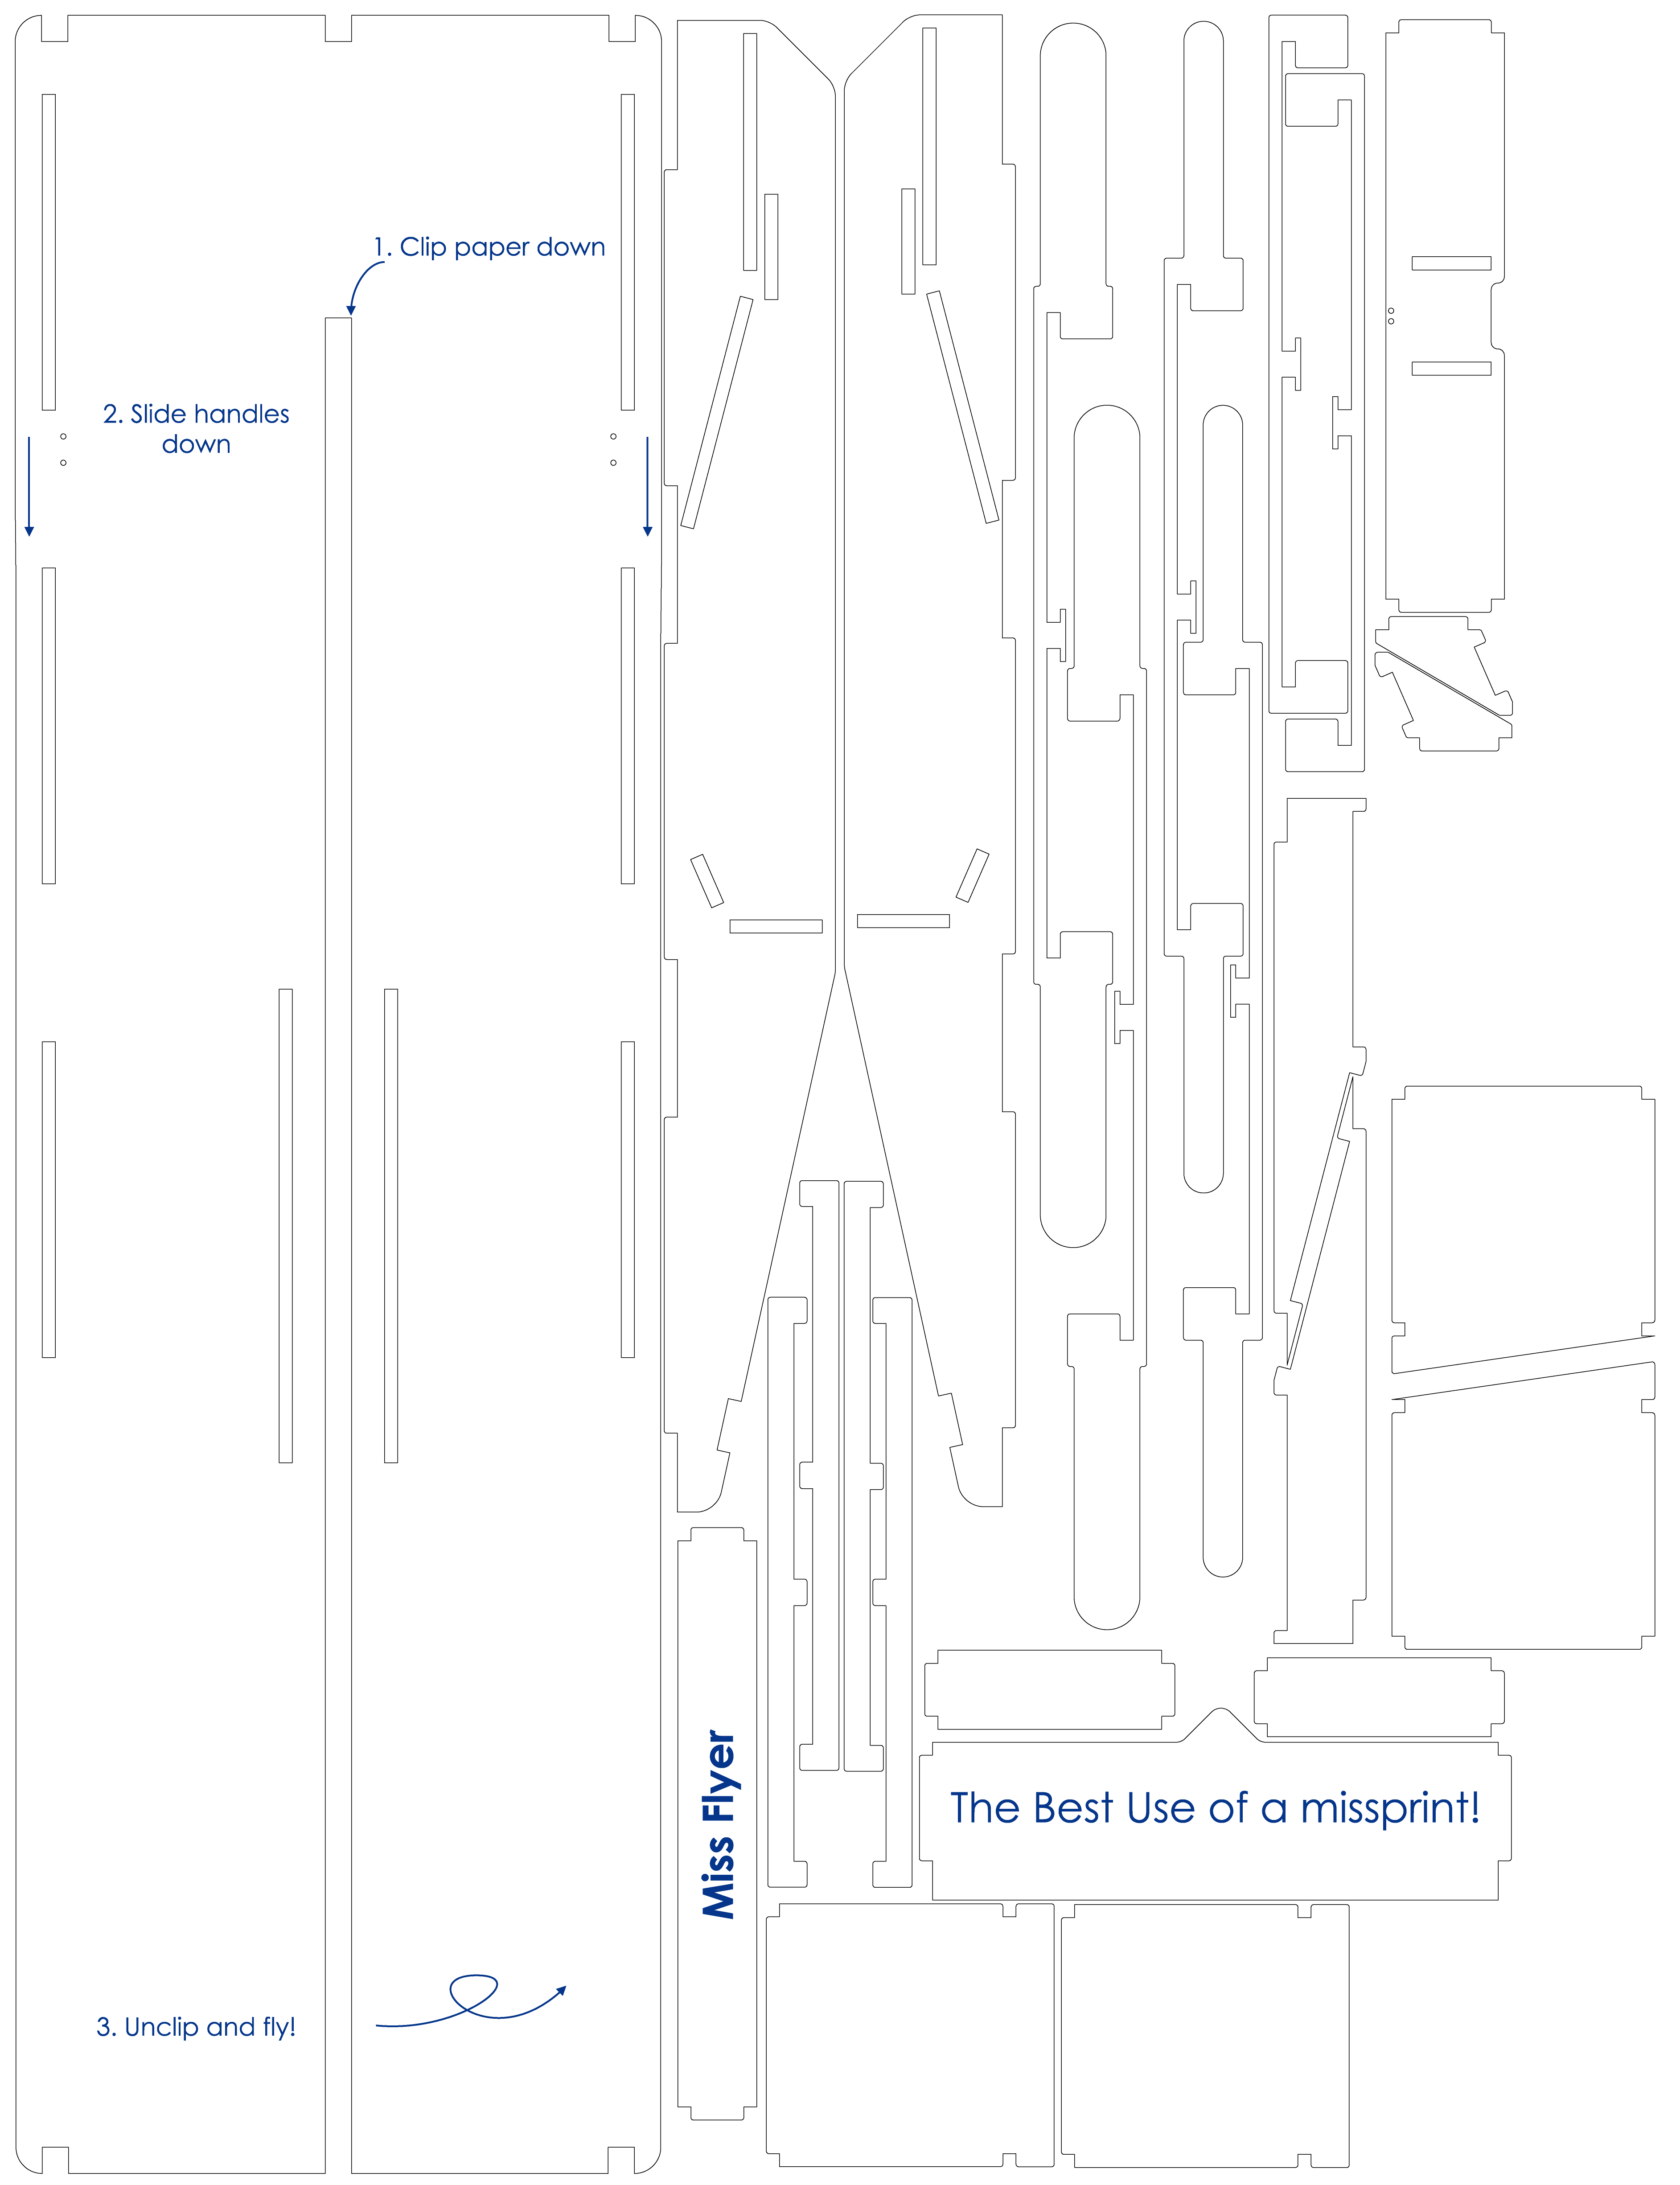 1. Clip paper down
2. Slide handles
down
Miss Flyer
The Best Use of a missprint!
3. Unclip and fly!